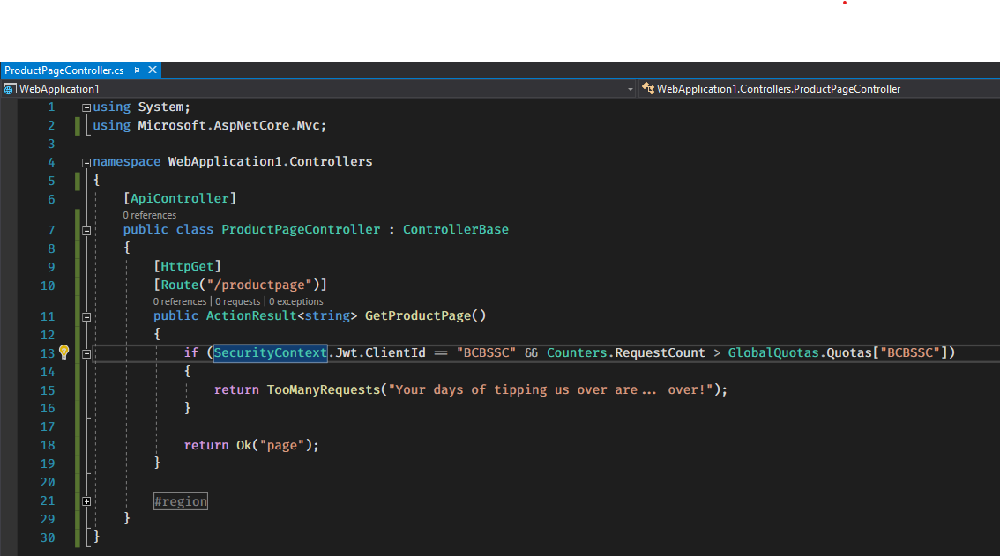 ProductPageController.cs
WebApplication1 WebApplication1.Controllers.ProductPageController
1 using System;
2 using Microsoft.AspNetCore.Mvc;
3
4 namespace WebApplication1.Controllers
5 {
6 [ApiController]
0 references
7 public class ProductPageController : ControllerBase
8 {
9 [HttpGet]
10 [Route("/productpage")]
0 references | 0 requests | 0 exceptions
11 public ActionResult<string> GetProductPage()
12 {
13 if (SecurityContext.Jwt.ClientId == "BCBSSC" && Counters.RequestCount > GlobalQuotas.Quotas["BCBSSC"])
14 {
15 return TooManyRequests("Your days of tipping us over are... over!");
16 }
17
18 return Ok("page");
19 }
20
21 #region
29 }
30 }